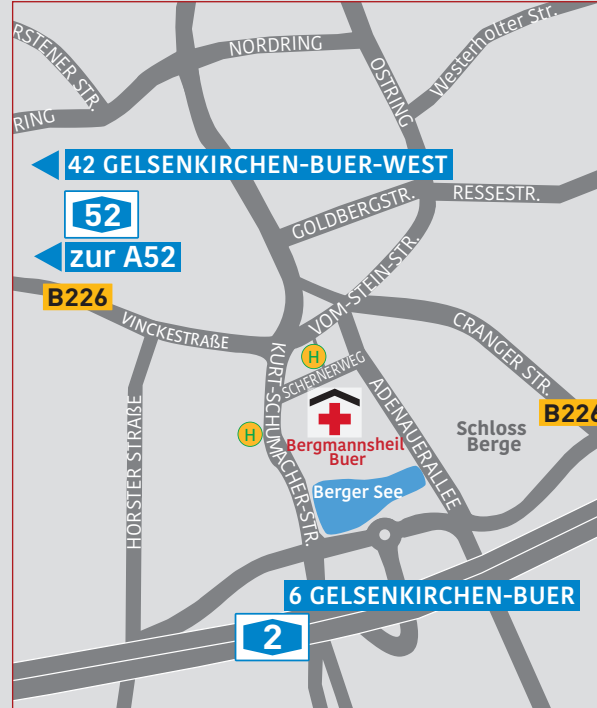 RSTENER STR.
NORDRING
OSTRING
Westerholter Str.
RING
42 GELSENKIRCHEN-BUER-WEST
52
zur A52
GOLDBERGSTR.
RESSESTR.
B226
VINCKESTRAßE
VOM-STEIN-STR.
CRANGER STR.
H
SCHERNERWEG
KURT-SCHUMACHER-STR.
HORSTER STRAßE
H
Bergmannsheil
Buer
ADENAUERALLEE
Schloss
Berge
B226
Berger See
6 GELSENKIRCHEN-BUER
2